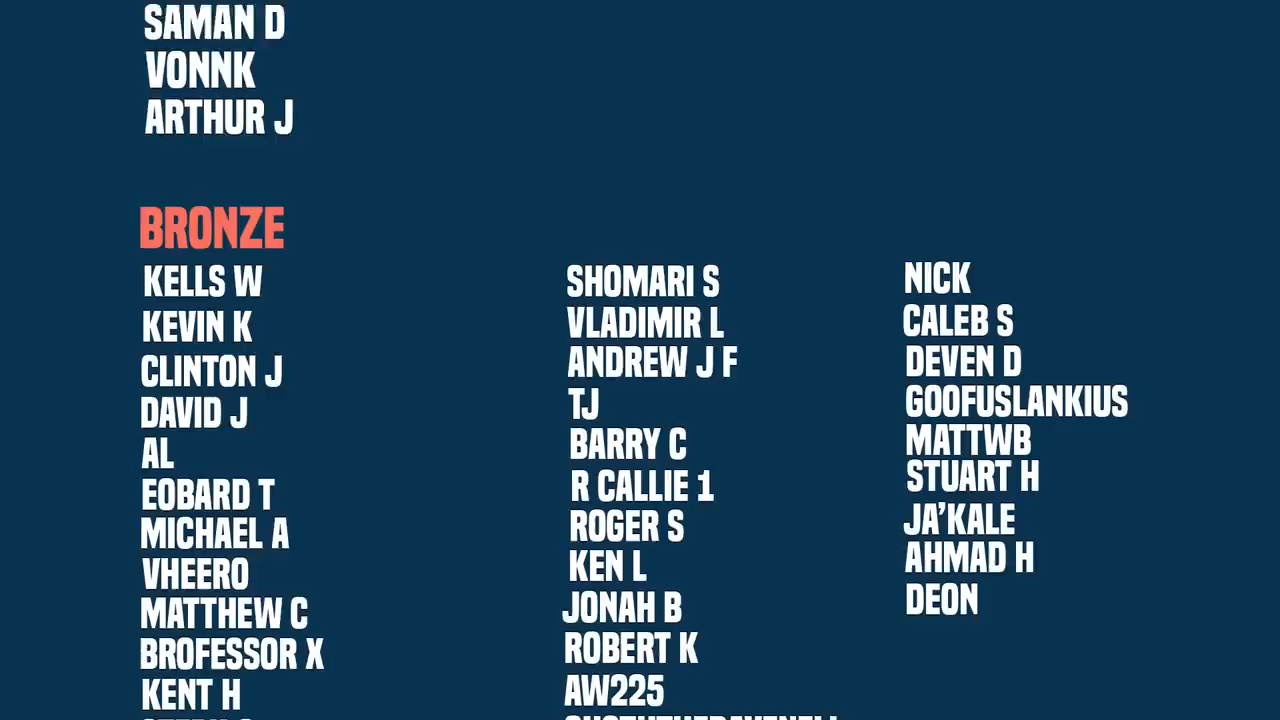 SAMAN D
VONNK
ARTHUR J
BRONZE
KELLS W
KEVIN K
CLINTON J
DAVID J
AL
EOBARD T
MICHAEL A
VHEERO
MATTHEW C
BROFESSOR X
KENT H
SHOMARI S
VLADIMIR L
ANDREW J F
TJ
BARRY C
R CALLIE 1
ROGER S
KEN L
JONAH B
ROBERT K
AW225
NICK
CALEB S
DEVEN D
GOOFUSLANKIUS
MATTWB
STUART H
JA'KALE
AHMAD H
DEON